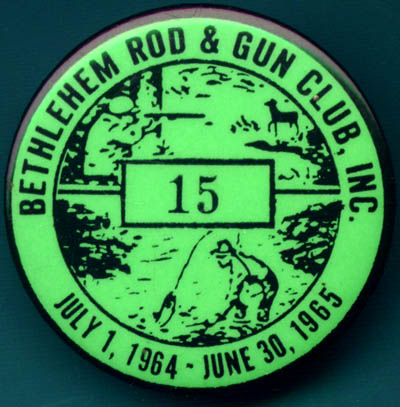 BETHLEHEM ROD & GUN CLUB, INC.
15
JULY 1, 1964 - JUNE 30, 1965